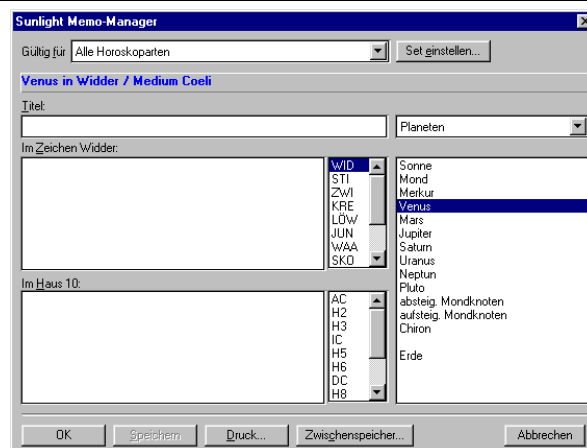 Sunlight Memo-Manager
Gültig für Alle Horoskoparten Set einstellen...
Venus in Widder / Medium Coeli
Titel:
Planeten
Im Zeichen Widder:
WID
STI
ZWI
KRE
LÖW
JUN
WAA
SKO
Sonne
Mond
Merkur
Venus
Mars
Jupiter
Saturn
Uranus
Neptun
Pluto
absteig. Mondknoten
aufsteig. Mondknoten
Chiron
Erde
Im Haus 10:
AC
H2
H3
IC
H5
H6
DC
H8
OK Speichern Druck... Zwischenspeicher... Abbrechen